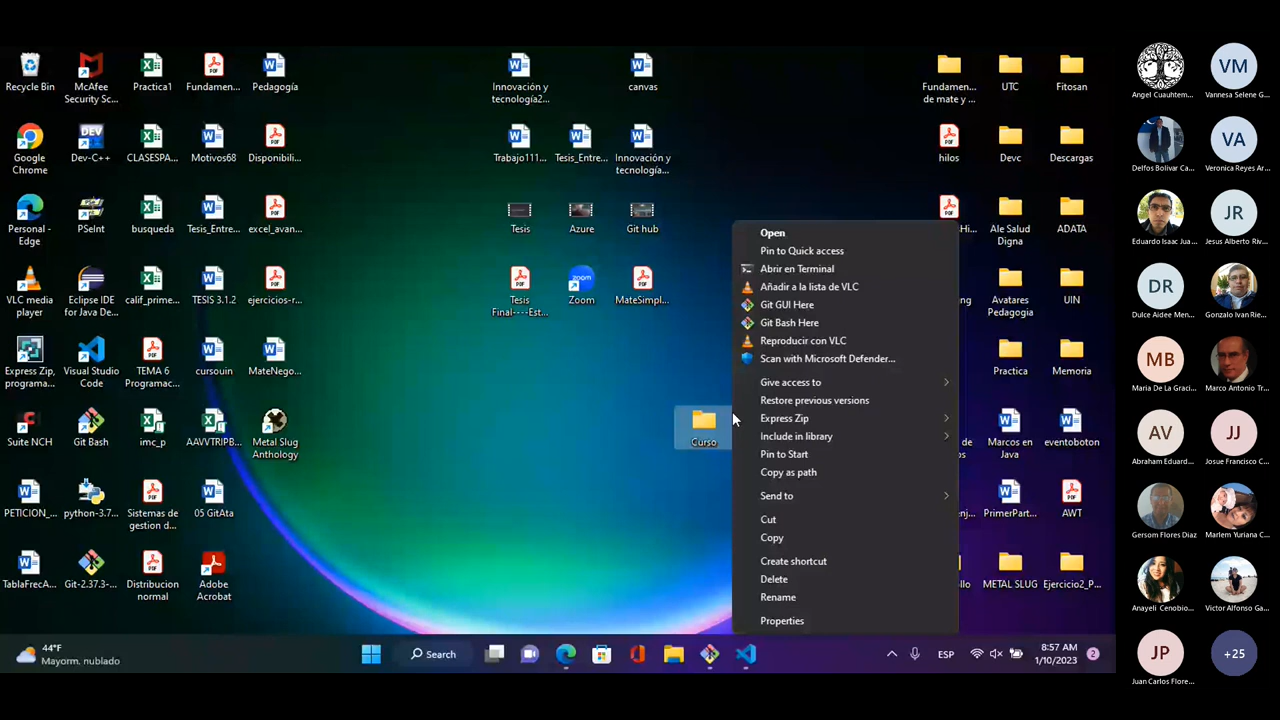 Recycle Bin
McAfee
Security Sc...
Practica1
Fundamen...
Pedagogía
Innovación y
tecnología2...
canvas
Fundamen...
de mate y ...
UTC
Fitosan
Google
Chrome
Dev-C++
CLASESPA...
Motivos68
Disponibili...
Trabajo111...
Tesis_Entre...
Innovación y
tecnología...
hilos
Devc
Descargas
Personal -
Edge
PSeInt
busqueda
Tesis_Entre...
excel_avan...
Tesis
Azure
Git hub
Ale Salud
Digna
ADATA
VLC media
player
Eclipse IDE
for Java De...
calif_prime...
TESIS 3.1.2
ejercicios-r...
Tesis
Final----Est...
Zoom
MateSimpl...
Avatares
Pedagogia
UIN
Express Zip,
programa...
Visual Studio
Code
TEMA 6
Programac...
cursouin
MateNego...
Practica
Memoria
Suite NCH
Git Bash
imc_p
AAVVTRIPB...
Metal Slug
Anthology
Curso
Marcos en
Java
eventoboton
PETICION_...
python-3.7...
Sistemas de
gestion d...
05 GitAta
PrimerPart...
AWT
TablaFrecA...
Git-2.37.3-...
Distribucion
normal
Adobe
Acrobat
METAL SLUG
Ejercicio2_P...
Open
Pin to Quick access
Abrir en Terminal
Añadir a la lista de VLC
Git GUI Here
Git Bash Here
Reproducir con VLC
Scan with Microsoft Defender...
Give access to
Restore previous versions
Express Zip
Include in library
Pin to Start
Copy as path
Send to
Cut
Copy
Create shortcut
Delete
Rename
Properties
44°F
Mayorm. nublado
Search
ESP
8:57 AM
1/10/2023
2
Angel Cuauhtem...
VM
Vannesa Selene G...
Delfos Bolivar Ca...
VA
Veronica Reyes Ar...
Eduardo Isaac Jua...
JR
Jesus Alberto Riv...
DR
Dulce Aidee Men...
Gonzalo Ivan Rie...
MB
Maria De La Graci...
Marco Antonio Tr...
AV
Abraham Eduard...
JJ
Josue Francisco C...
Gersom Flores Diaz
Marlem Yuriana C...
Anayeli Cenobio...
Victor Alfonso Ga...
JP
Juan Carlos Flore...
+25